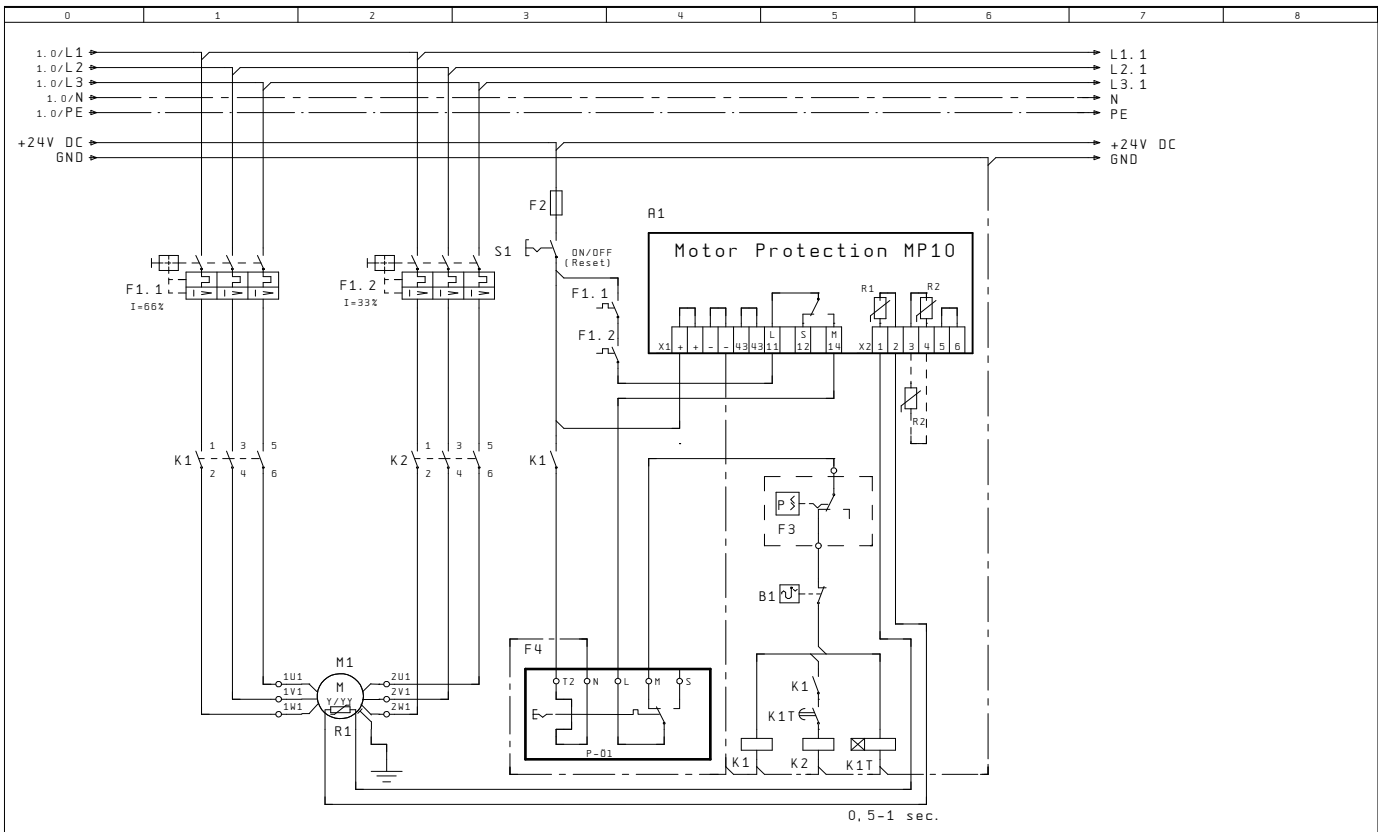 0 1 2 3 4 5 6 7 8
1.0/L1 L1.1
1.0/L2 L2.1
1.0/L3 L3.1
1.0/N N
1.0/PE PE
+24V DC +24V DC
GND GND
F2
A1
S1 ON/OFF
(Reset)
Motor Protection MP10
F1.1
I=66%
F1.2
I=33%
F1.1
F1.2
R1 R2
L S M
X1 + + - - 43 43 11 12 14 X2 1 2 3 4 5 6
R2
K1 1 3 5
2 4 6
K2 1 3 5
2 4 6
K1
P
F3
B1
F4
M1
M
Y/YY
R1
1U1 2U1
1V1 2V1
1W1 2W1
T2 N L M S
P-01
K1
K1T
K1 K2 K1T
0,5-1 sec.